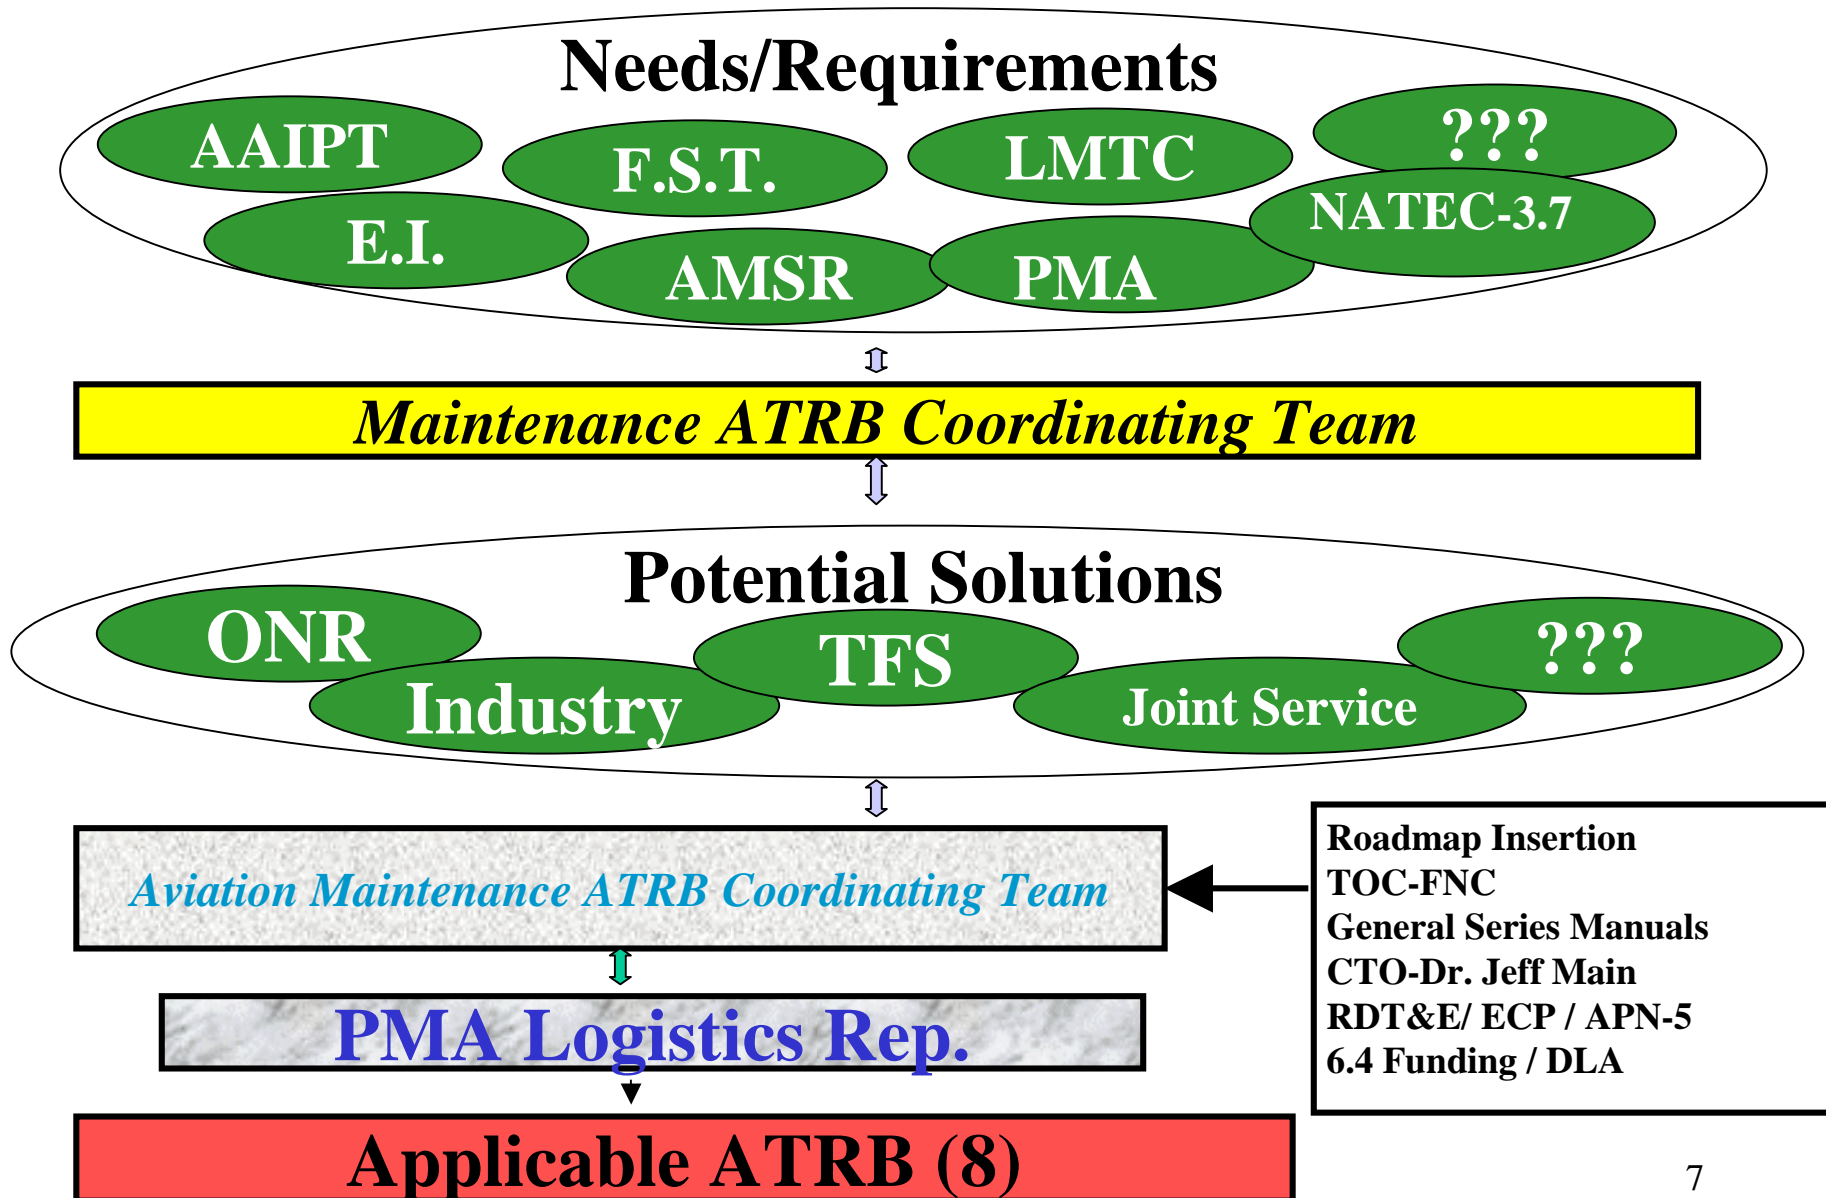 Needs/Requirements
AAIPT
F.S.T.
LMTC
???
E.I.
AMSR
PMA
NATEC-3.7
Maintenance ATRB Coordinating Team
Potential Solutions
ONR
Industry
TFS
Joint Service
???
Aviation Maintenance ATRB Coordinating Team
Roadmap Insertion
TOC-FNC
General Series Manuals
CTO-Dr. Jeff Main
RDT&E/ ECP / APN-5
6.4 Funding / DLA
PMA Logistics Rep.
Applicable ATRB (8)
7